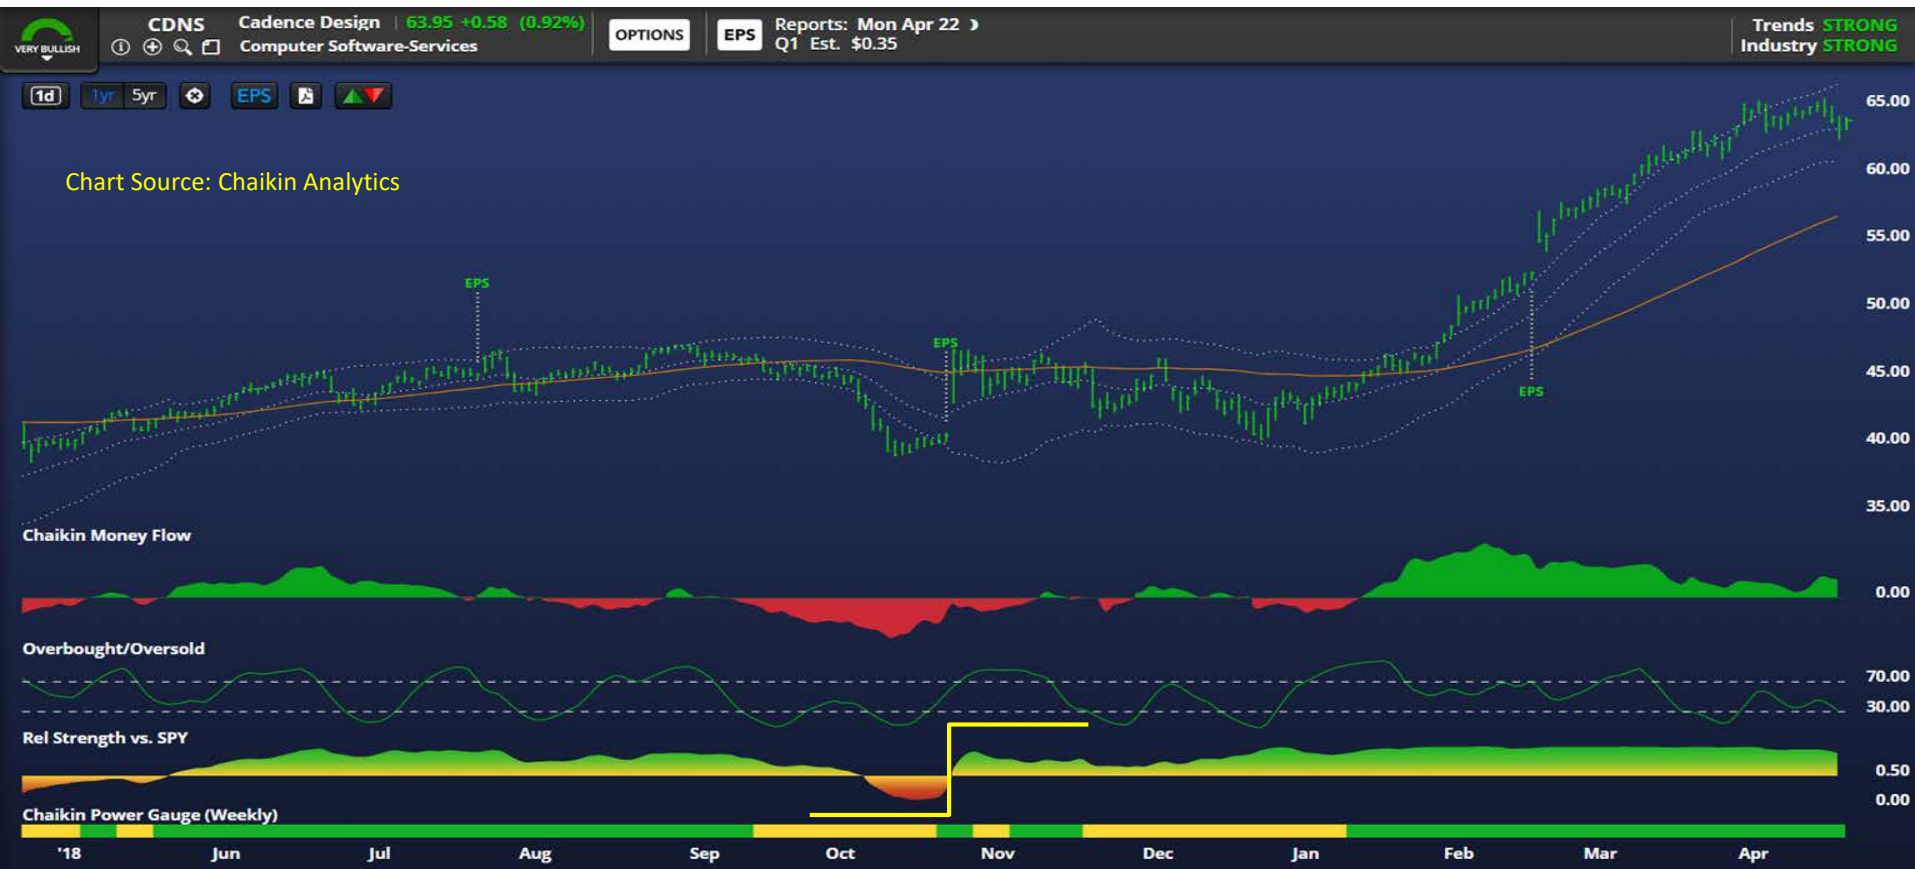 CDNS Cadence Design | 63.95 +0.58 (0.92%) OPTIONS EPS Reports: Mon Apr 22 Trends STRONG
VERY BULLISH Computer Software-Services Q1 Est. $0.35 Industry STRONG
1d 1yr 5yr EPS
65.00
Chart Source: Chaikin Analytics
60.00
55.00
EPS
50.00
EPS
45.00
EPS
40.00
35.00
Chaikin Money Flow
0.00
Overbought/Oversold
70.00
30.00
Rel Strength vs. SPY
0.50
0.00
Chaikin Power Gauge (Weekly)
'18 Jun Jul Aug Sep Oct Nov Dec Jan Feb Mar Apr